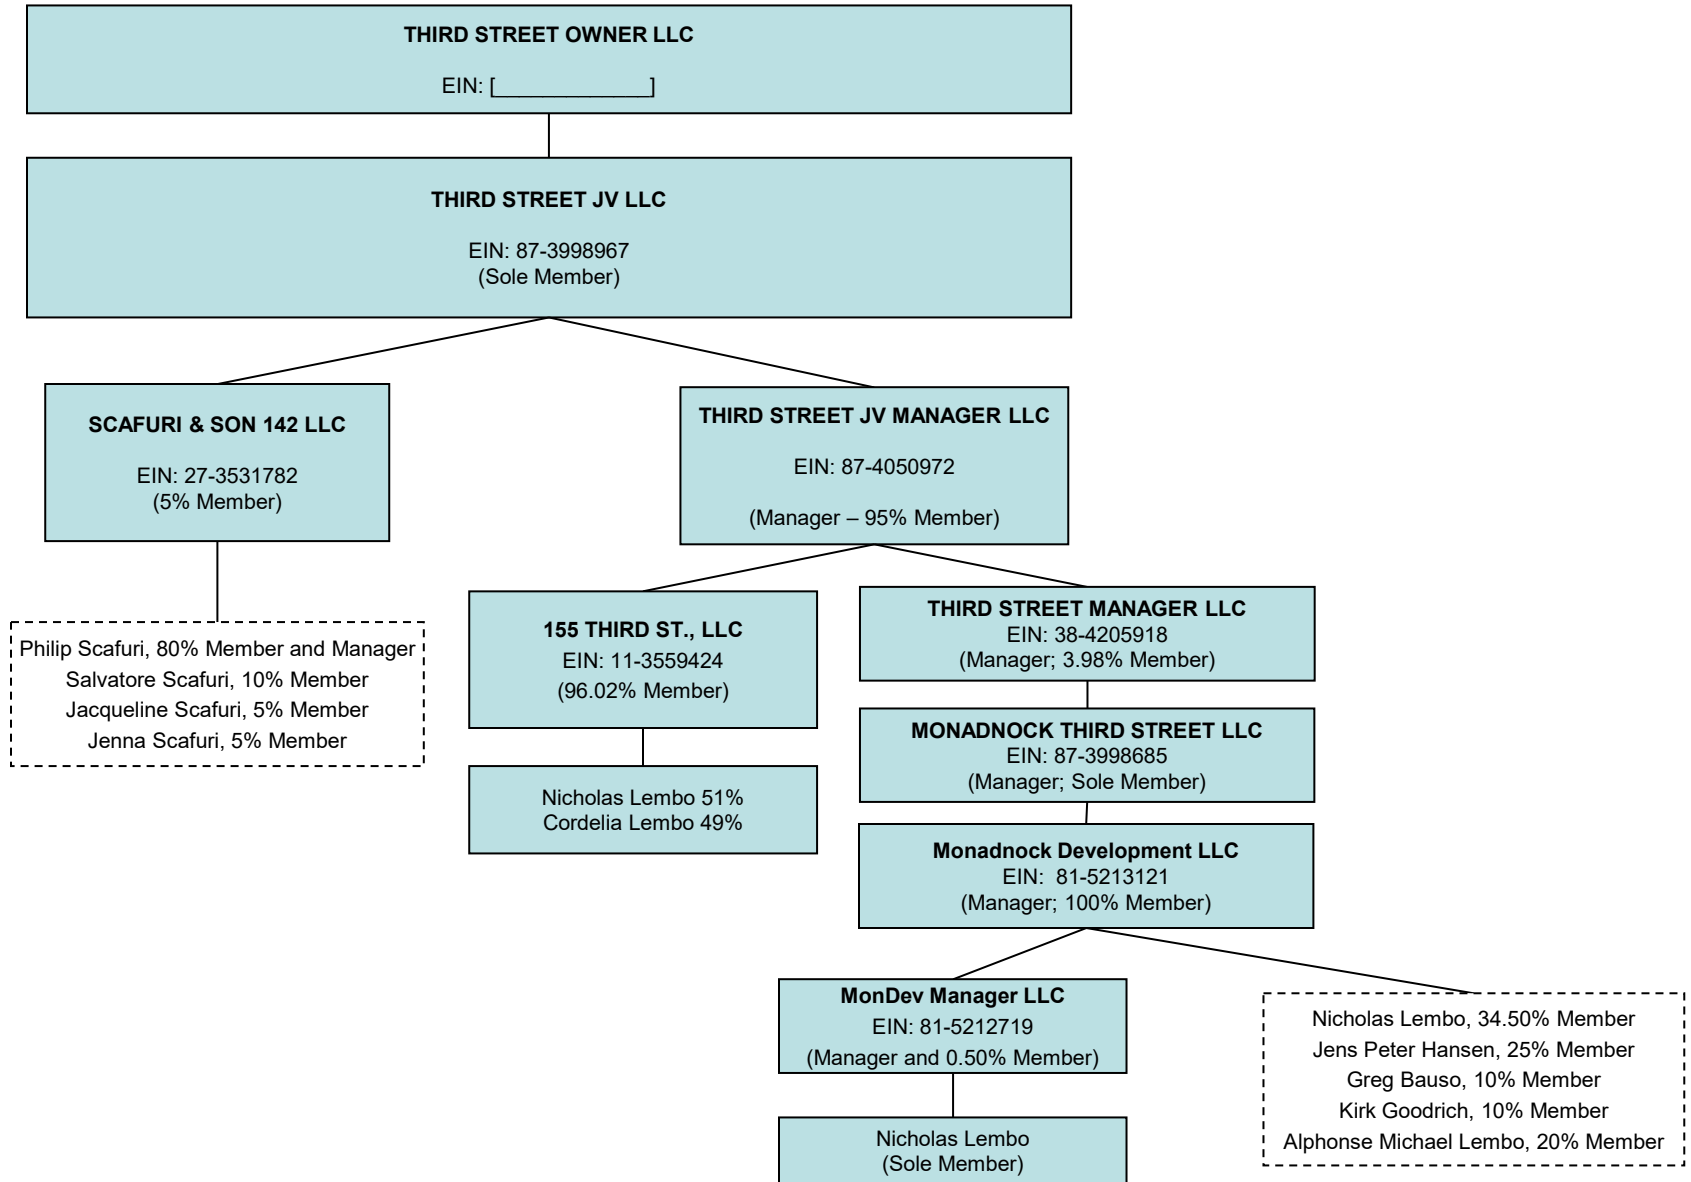 THIRD STREET OWNER LLC
EIN: [_____________]
THIRD STREET JV LLC
EIN: 87-3998967
(Sole Member)
SCAFURI & SON 142 LLC
EIN: 27-3531782
(5% Member)
THIRD STREET JV MANAGER LLC
EIN: 87-4050972
(Manager – 95% Member)
Philip Scafuri, 80% Member and Manager
Salvatore Scafuri, 10% Member
Jacqueline Scafuri, 5% Member
Jenna Scafuri, 5% Member
155 THIRD ST., LLC
EIN: 11-3559424
(96.02% Member)
Nicholas Lembo 51%
Cordelia Lembo 49%
THIRD STREET MANAGER LLC
EIN: 38-4205918
(Manager; 3.98% Member)
MONADNOCK THIRD STREET LLC
EIN: 87-3998685
(Manager; Sole Member)
Monadnock Development LLC
EIN:  81-5213121
(Manager; 100% Member)
MonDev Manager LLC
EIN: 81-5212719
(Manager and 0.50% Member)
Nicholas Lembo
(Sole Member)
Nicholas Lembo, 34.50% Member
Jens Peter Hansen, 25% Member
Greg Bauso, 10% Member
Kirk Goodrich, 10% Member
Alphonse Michael Lembo, 20% Member